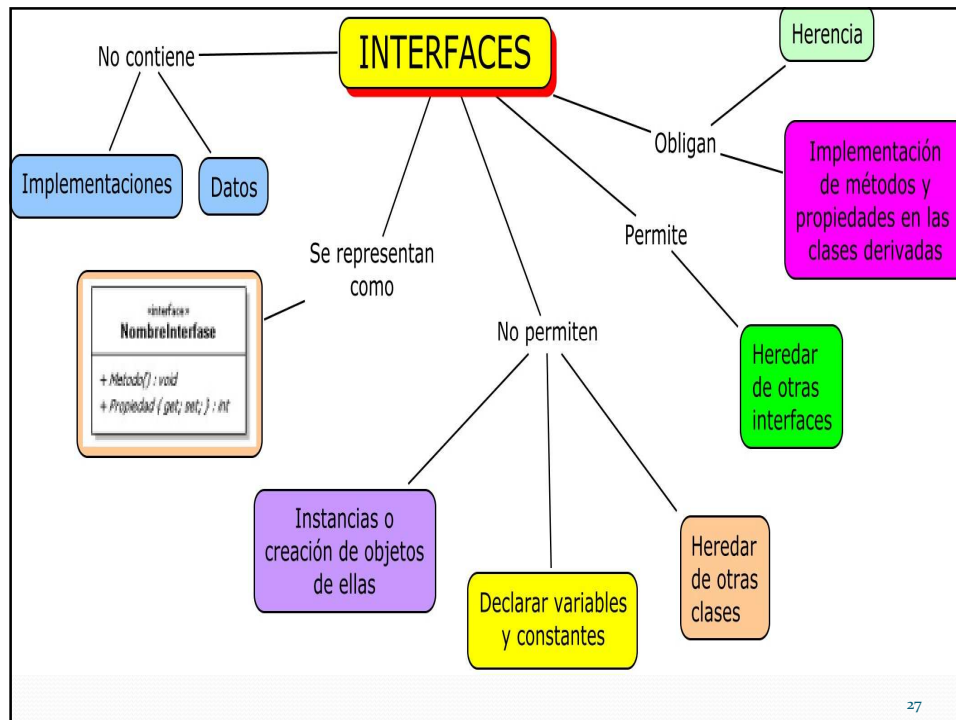 INTERFACES
No contiene
Implementaciones
Datos
Se representan
como
«interface»
NombreInterfase
+ Metodo() : void
+ Propiedad { get; set; } : int
No permiten
Instancias o
creación de objetos
de ellas
Declarar variables
y constantes
Heredar
de otras
clases
Permite
Heredar
de otras
interfaces
Obligan
Herencia
Implementación
de métodos y
propiedades en las
clases derivadas
27